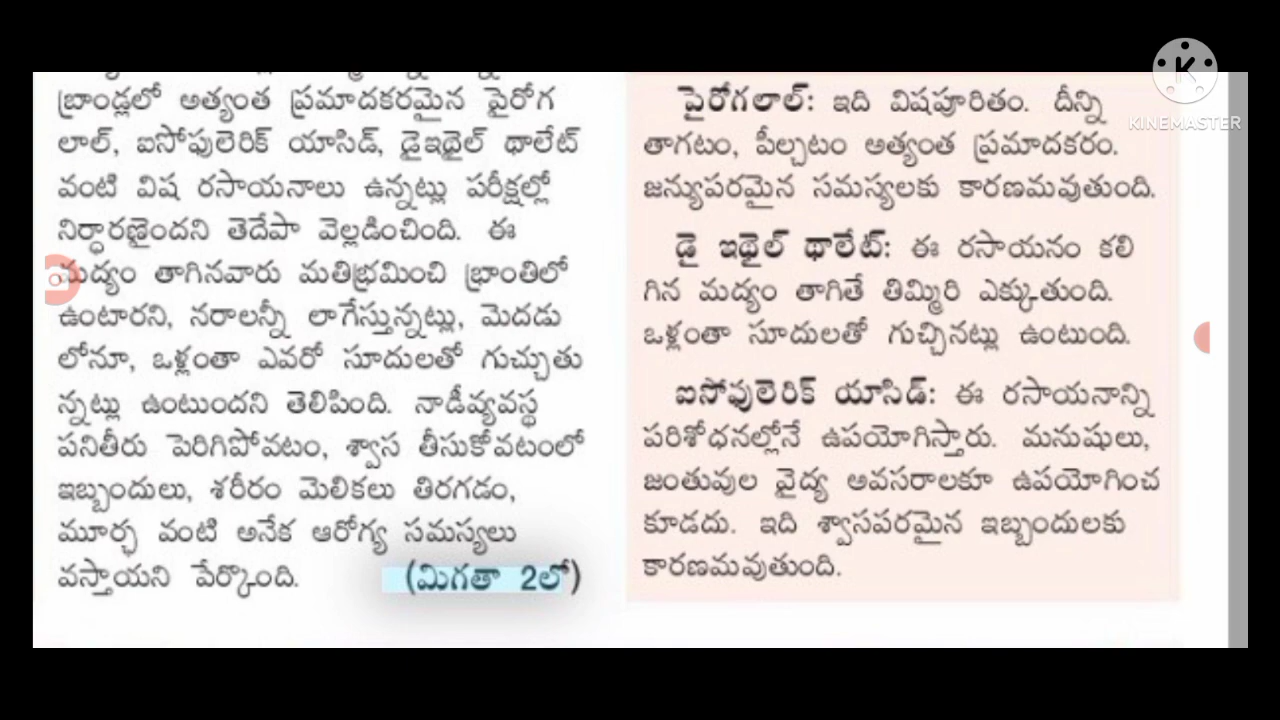 బ్రాండ్లలో అత్యంత ప్రమాదకరమైన పైరోగ
లాల్, ఐసోఫులెరిక్ యాసిడ్, డైఇథైల్ థాలేట్
వంటి విష రసాయనాలు ఉన్నట్లు పరీక్షల్లో
నిర్ధారణైందని తెదేపా వెల్లడించింది. ఈ
మద్యం తాగినవారు మతిభ్రమించి భ్రాంతిలో
ఉంటారని, నరాలన్నీ లాగేస్తున్నట్లు, మెదడు
లోనూ, ఒళ్లంతా ఎవరో సూదులతో గుచ్చుతు
న్నట్లు ఉంటుందని తెలిపింది. నాడీవ్యవస్థ
పనితీరు పెరిగిపోవటం, శ్వాస తీసుకోవటంలో
ఇబ్బందులు, శరీరం మెలికలు తిరగడం,
మూర్ఛ వంటి అనేక ఆరోగ్య సమస్యలు
వస్తాయని పేర్కొంది. (మిగతా 2లో)
పైరోగలాల్: ఇది విషపూరితం. దీన్ని
తాగటం, పీల్చటం అత్యంత ప్రమాదకరం.
జన్యుపరమైన సమస్యలకు కారణమవుతుంది.
డై ఇథైల్ థాలేట్: ఈ రసాయనం కలి
గిన మద్యం తాగితే తిమ్మిరి ఎక్కుతుంది.
ఒళ్లంతా సూదులతో గుచ్చినట్లు ఉంటుంది.
ఐసోఫులెరిక్ యాసిడ్: ఈ రసాయనాన్ని
పరిశోధనల్లోనే ఉపయోగిస్తారు. మనుషులు,
జంతువుల వైద్య అవసరాలకూ ఉపయోగించ
కూడదు. ఇది శ్వాసపరమైన ఇబ్బందులకు
కారణమవుతుంది.
K
KINEMASTER